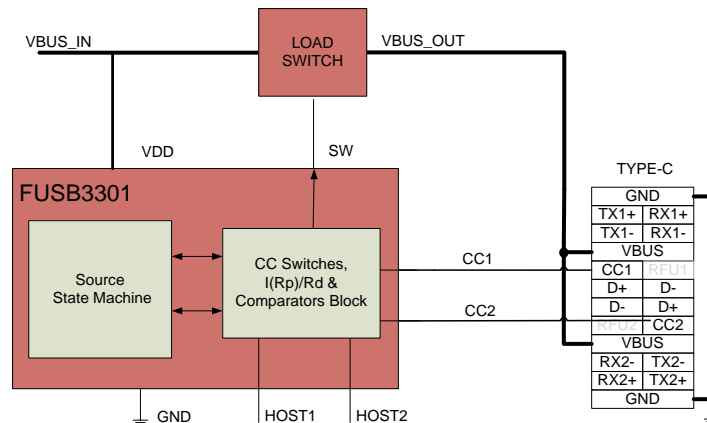 VBUS_IN
LOAD
SWITCH
VBUS_OUT
VDD
SW
FUSB3301
Source
State Machine
CC Switches,
I(Rp)/Rd &
Comparators Block
CC1
CC2
GND
HOST1
HOST2
TYPE-C
GND
TX1+ RX1+
TX1- RX1-
VBUS
CC1 RFU1
D+ D-
D- D+
RFU2 CC2
VBUS
RX2- TX2-
RX2+ TX2+
GND